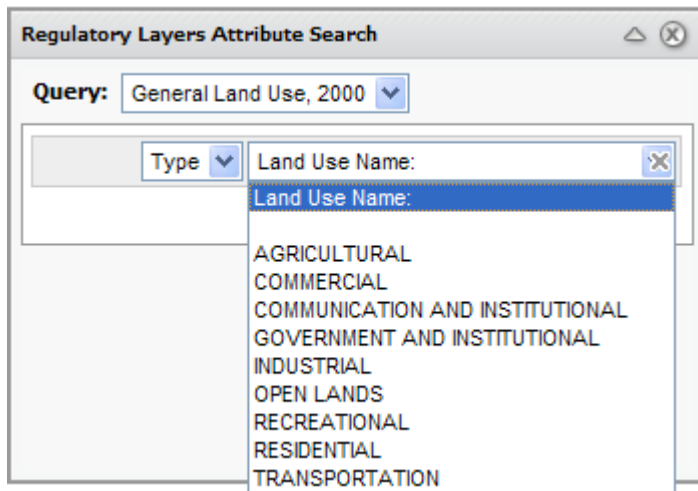 Regulatory Layers Attribute Search
Query: General Land Use, 2000
Type Land Use Name:
Land Use Name:
AGRICULTURAL
COMMERCIAL
COMMUNICATION AND INSTITUTIONAL
GOVERNMENT AND INSTITUTIONAL
INDUSTRIAL
OPEN LANDS
RECREATIONAL
RESIDENTIAL
TRANSPORTATION